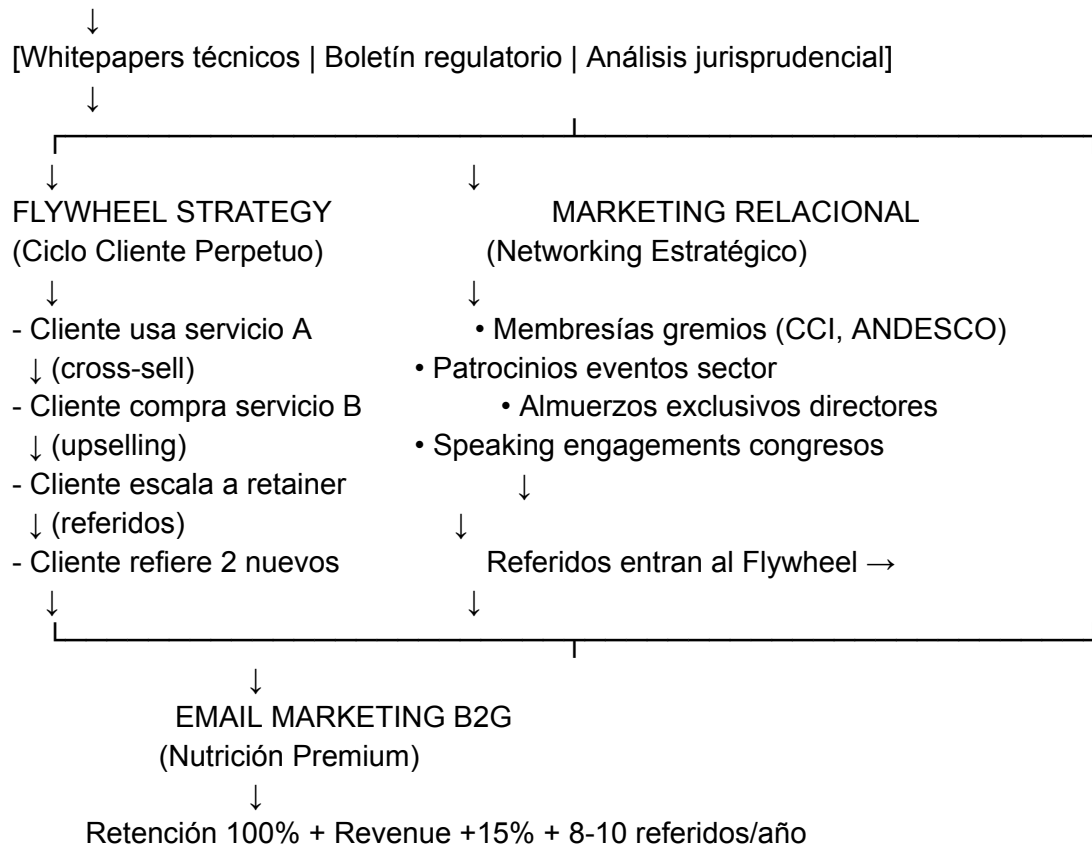 ↓
[Whitepapers técnicos | Boletín regulatorio | Análisis jurisprudencial]
↓
↓ ↓
FLYWHEEL STRATEGY MARKETING RELACIONAL
(Ciclo Cliente Perpetuo) (Networking Estratégico)
↓ ↓
- Cliente usa servicio A • Membresías gremios (CCI, ANDESCO)
↓ (cross-sell) • Patrocinios eventos sector
- Cliente compra servicio B • Almuerzos exclusivos directores
↓ (upselling) • Speaking engagements congresos
- Cliente escala a retainer ↓
↓ (referidos) ↓
- Cliente refiere 2 nuevos Referidos entran al Flywheel →
↓ ↓
↓
EMAIL MARKETING B2G
(Nutrición Premium)
↓
Retención 100% + Revenue +15% + 8-10 referidos/año